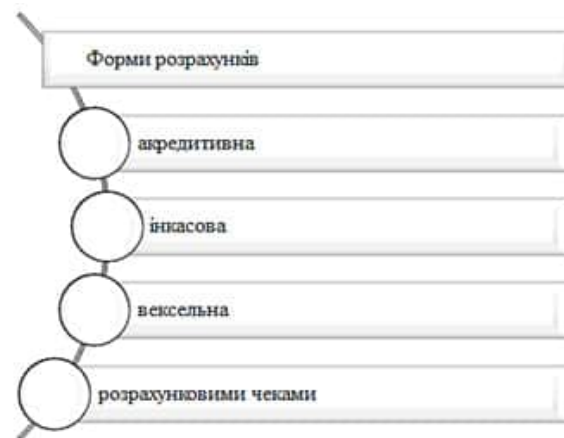 Форми розрахунків
акредитивна
інкасова
вексельна
розрахунковими чеками